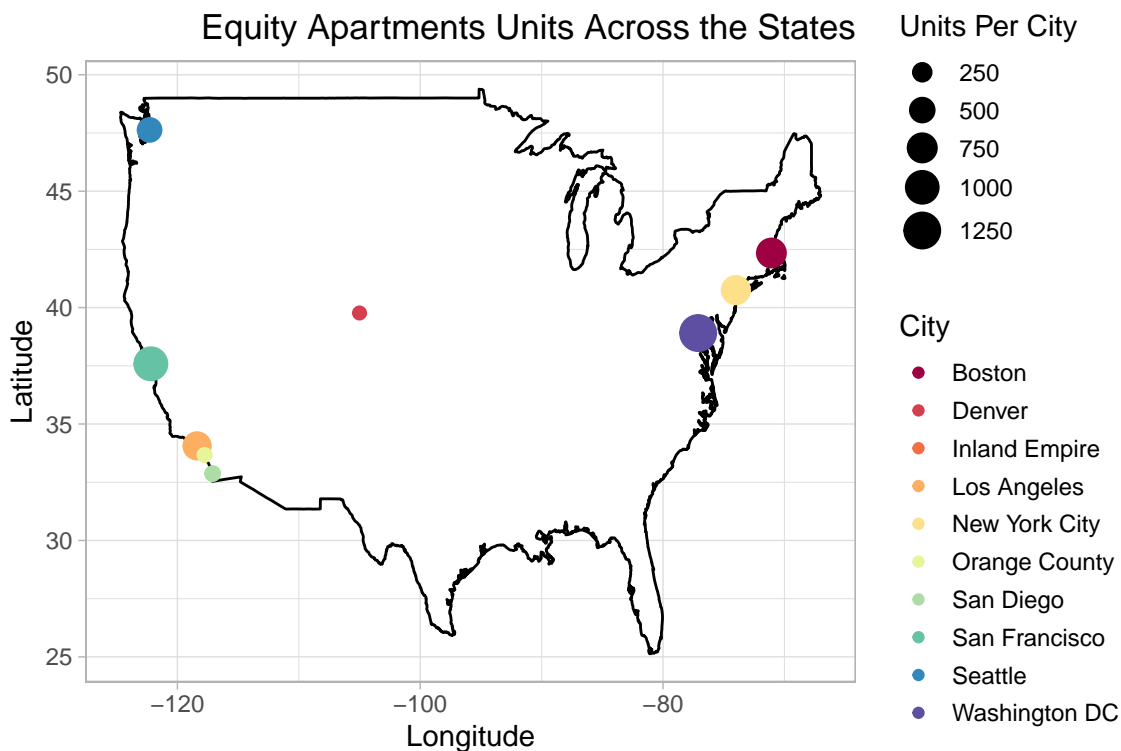 Equity Apartments Units Across the States
50
45
40
35
30
25
Latitude
−120
−100
−80
Longitude
Units Per City
250
500
750
1000
1250
City
Boston
Denver
Inland Empire
Los Angeles
New York City
Orange County
San Diego
San Francisco
Seattle
Washington DC